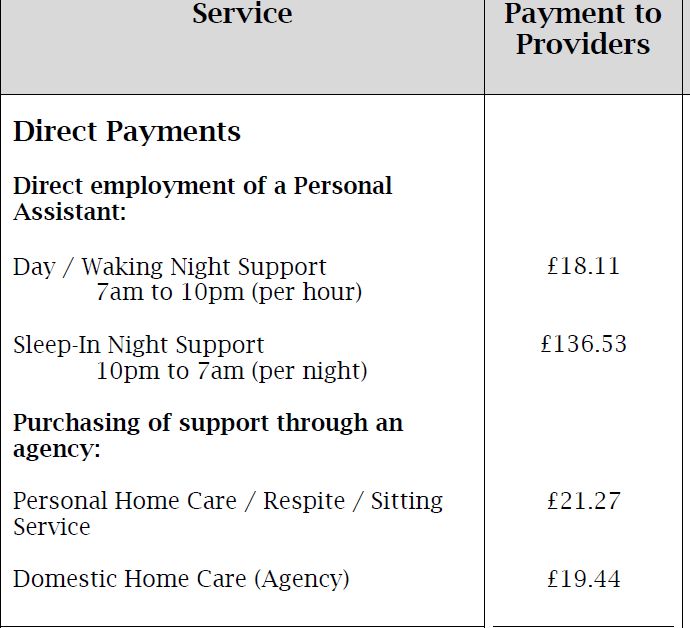 Service
Payment to
Providers
Direct Payments
Direct employment of a Personal
Assistant:
Day / Waking Night Support
£18.11
7am to 10pm (per hour)
Sleep-In Night Support
£136.53
10pm to 7am (per night)
Purchasing of support through an
agency:
Personal Home Care / Respite / Sitting
£21.27
Service
Domestic Home Care (Agency)
£19.44